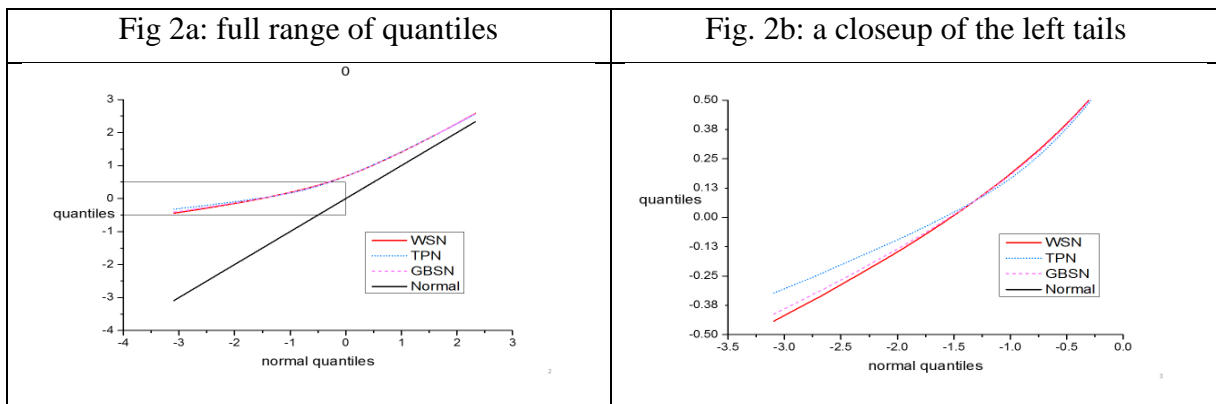 Fig 2a: full range of quantiles
0
3
2
1
0
quantiles
-1
-2
-3
-4
-4 -3 -2 -1 0 1 2 3
normal quantiles
WSN
TPN
GBSN
Normal
2
Fig. 2b: a closeup of the left tails
0.50
0.38
0.25
0.13
quantiles
0.00
-0.13
-0.25
-0.38
-0.50
-3.5 -3.0 -2.5 -2.0 -1.5 -1.0 -0.5 0.0
normal quantiles
WSN
TPN
GBSN
Normal